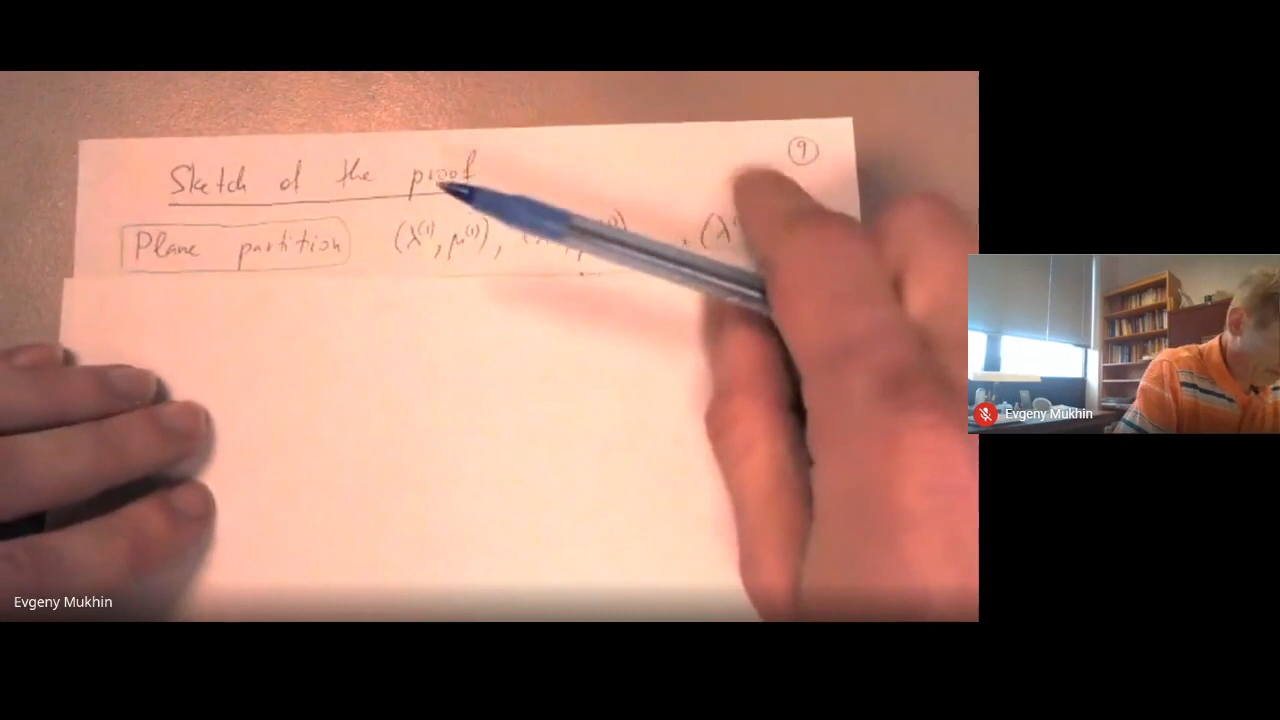 9
Sketch of the proof
Plane partition (λ⁽¹⁾, μ⁽¹⁾), (λ
Evgeny Mukhin
Evgeny Mukhin